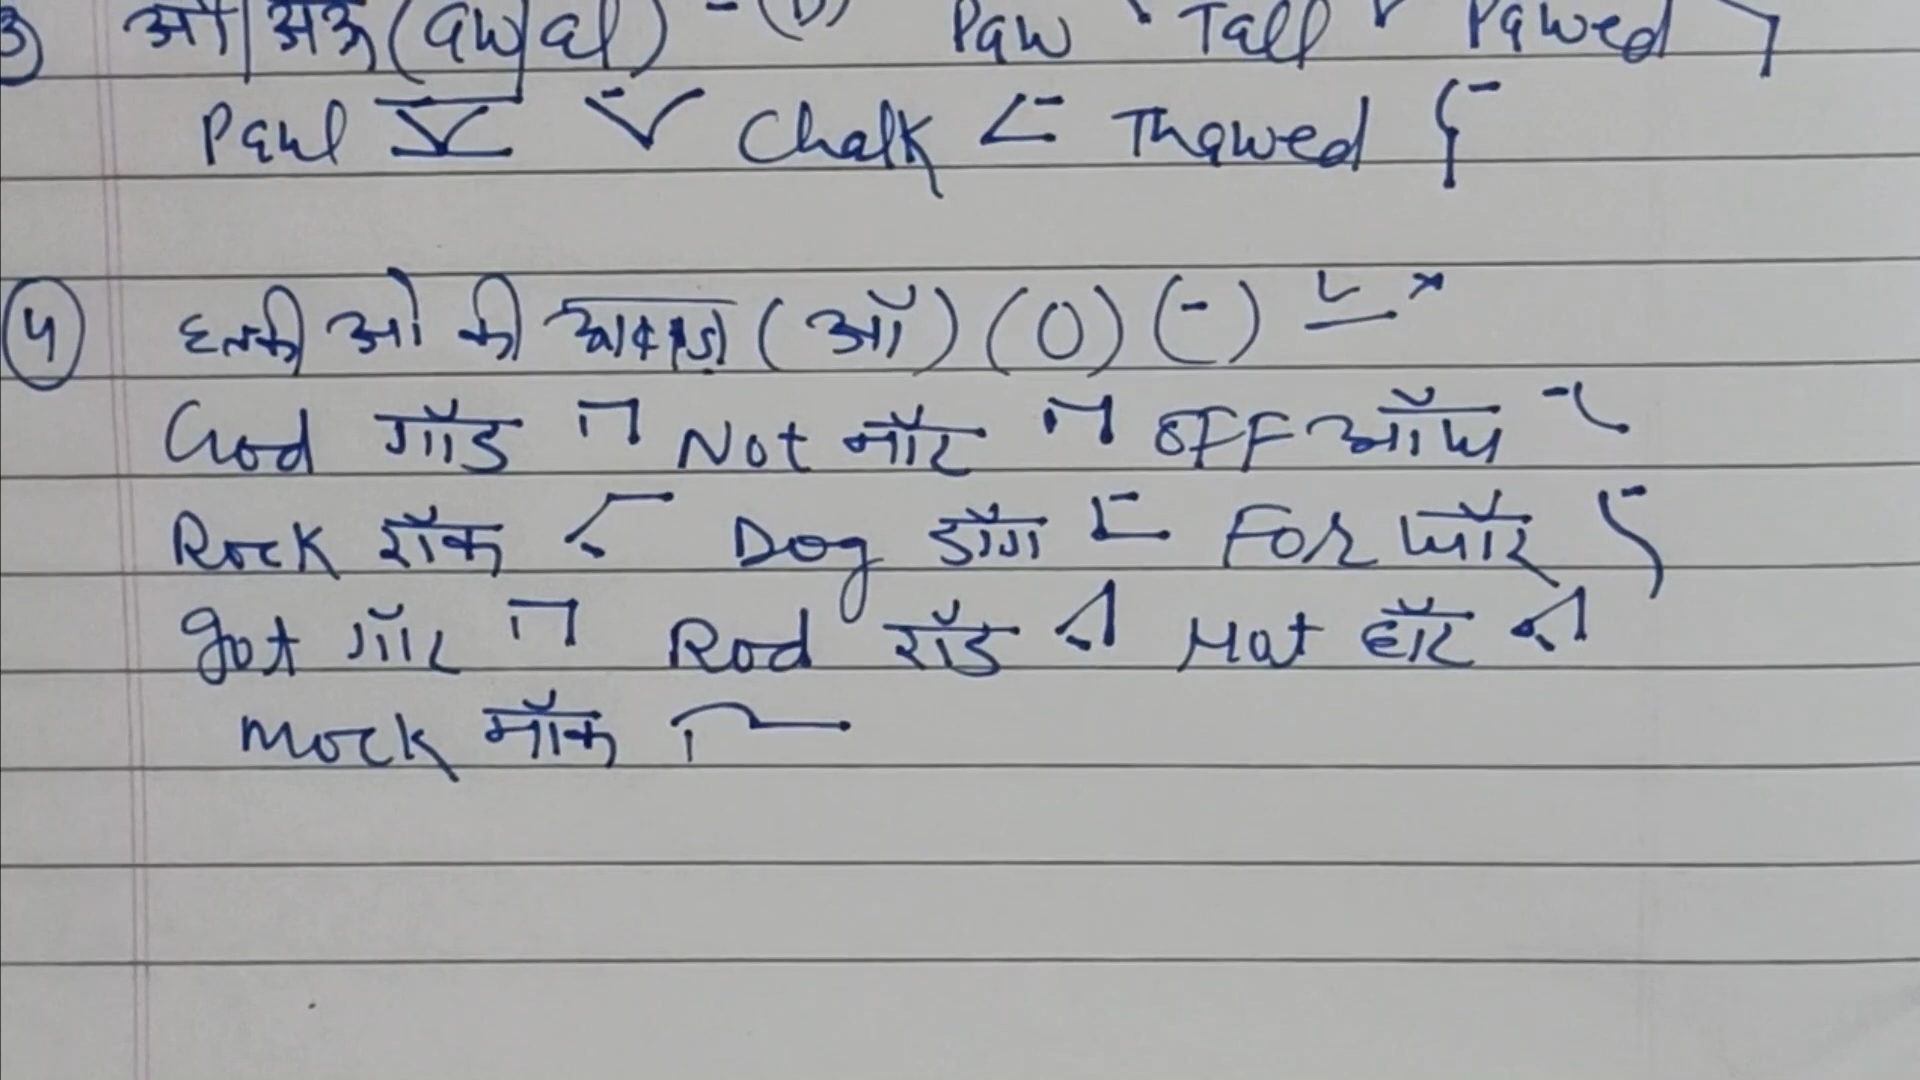 3) ओ/अऊ (aw/al) - (D) Paw Tall Pawed
Paul Chalk Thawed
(4) हल्की ओ की आवाज (ऑ) (O) (-)
God गॉड Not नॉट OFF ऑफ
Rock रॉक Dog डॉग For फॉर
got गॉट Rod रॉड Hot हॉट
mock मॉक